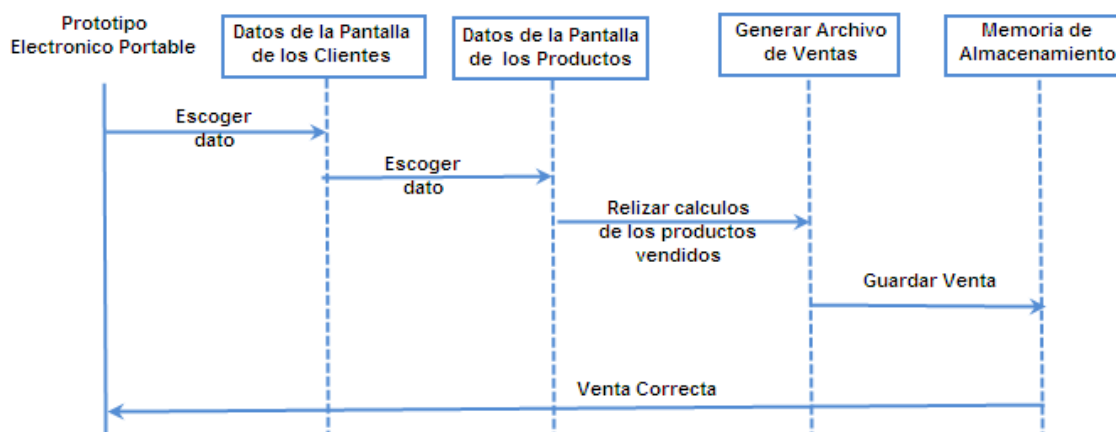 Prototipo
Electronico Portable
Datos de la Pantalla
de los Clientes
Datos de la Pantalla
de los Productos
Generar Archivo
de Ventas
Memoria de
Almacenamiento
Escoger
dato
Escoger
dato
Relizar calculos
de los productos
vendidos
Guardar Venta
Venta Correcta